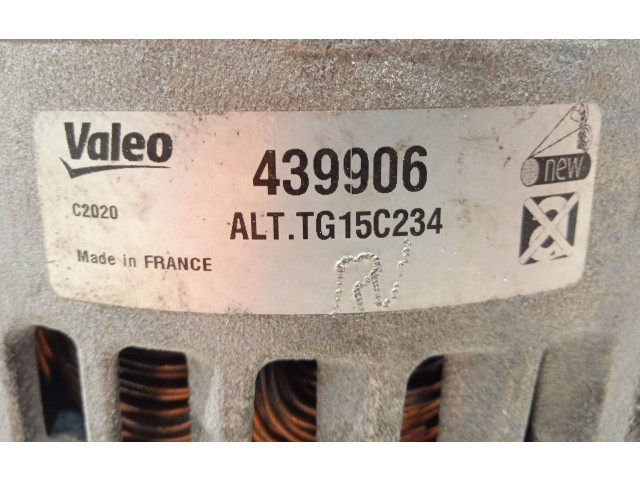 Valeo
439906
new
C2020
ALT.TG15C234
Made in FRANCE